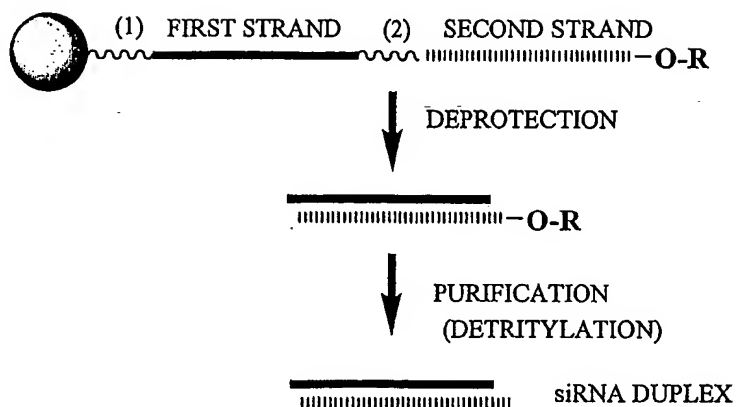 (1) FIRST STRAND (2) SECOND STRAND
O-R
DEPROTECTION
O-R
PURIFICATION
(DETRITYLATION)
siRNA DUPLEX